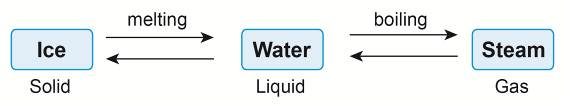 melting
boiling
Ice
Water
Steam
Solid
Liquid
Gas